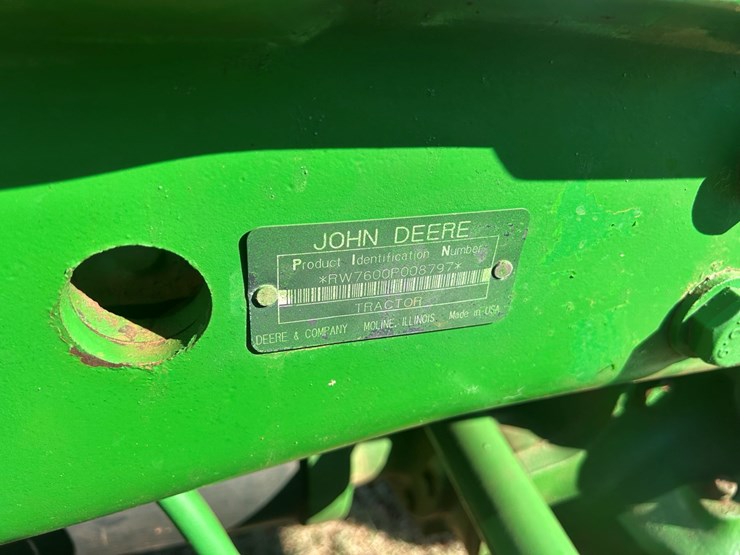 JOHN DEERE
Product Identification Number
*RW7600P008797*
TRACTOR
DEERE & COMPANY MOLINE, ILLINOIS Made in USA